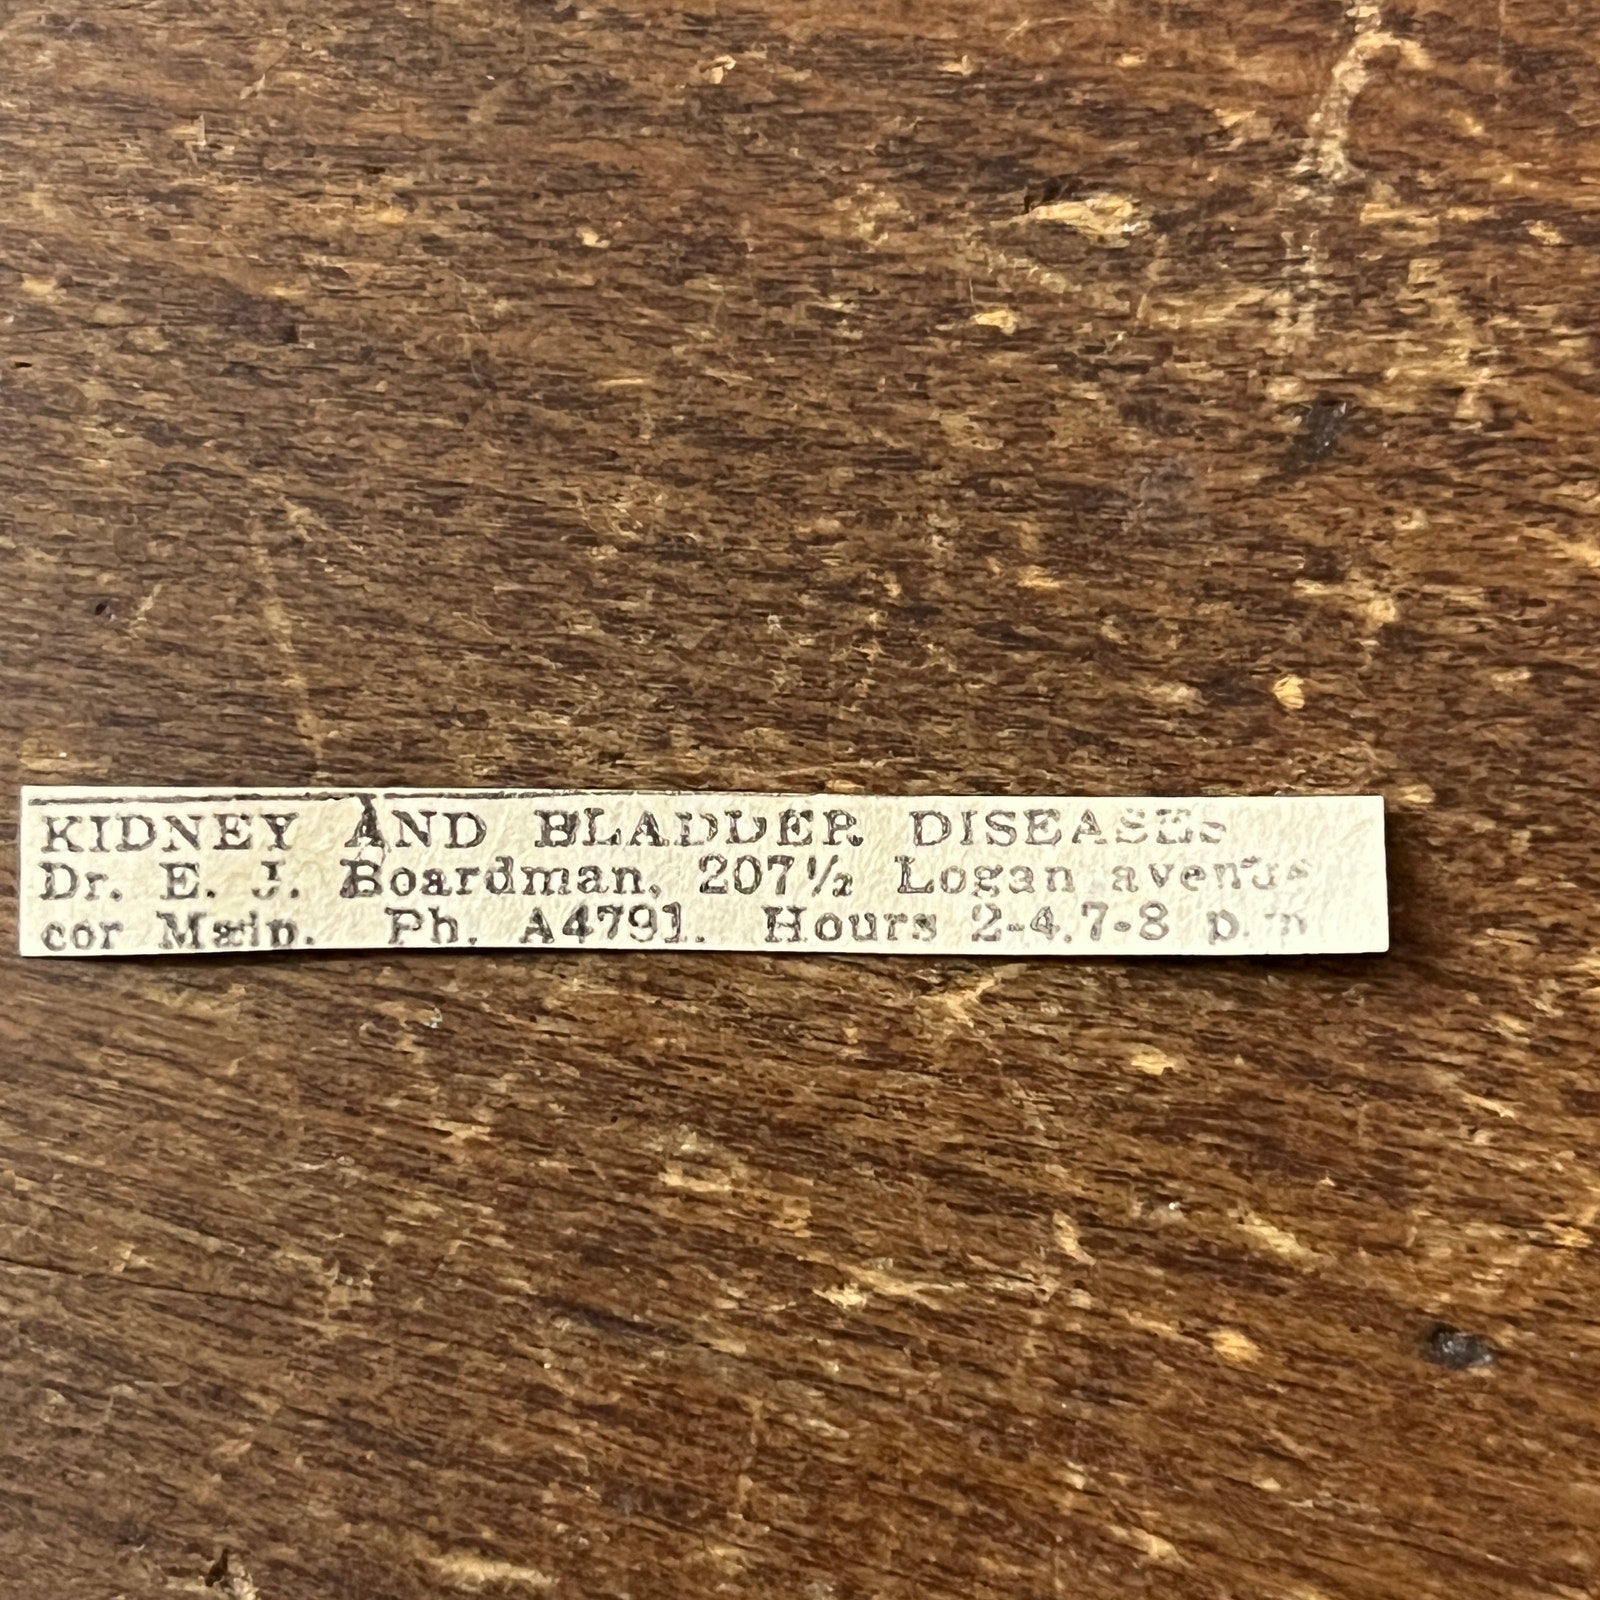 KIDNEY AND BLADDER DISEASES
Dr. E. J. Boardman, 207½ Logan avenue
cor Main. Ph. A4791. Hours 2-4, 7-8 p. m